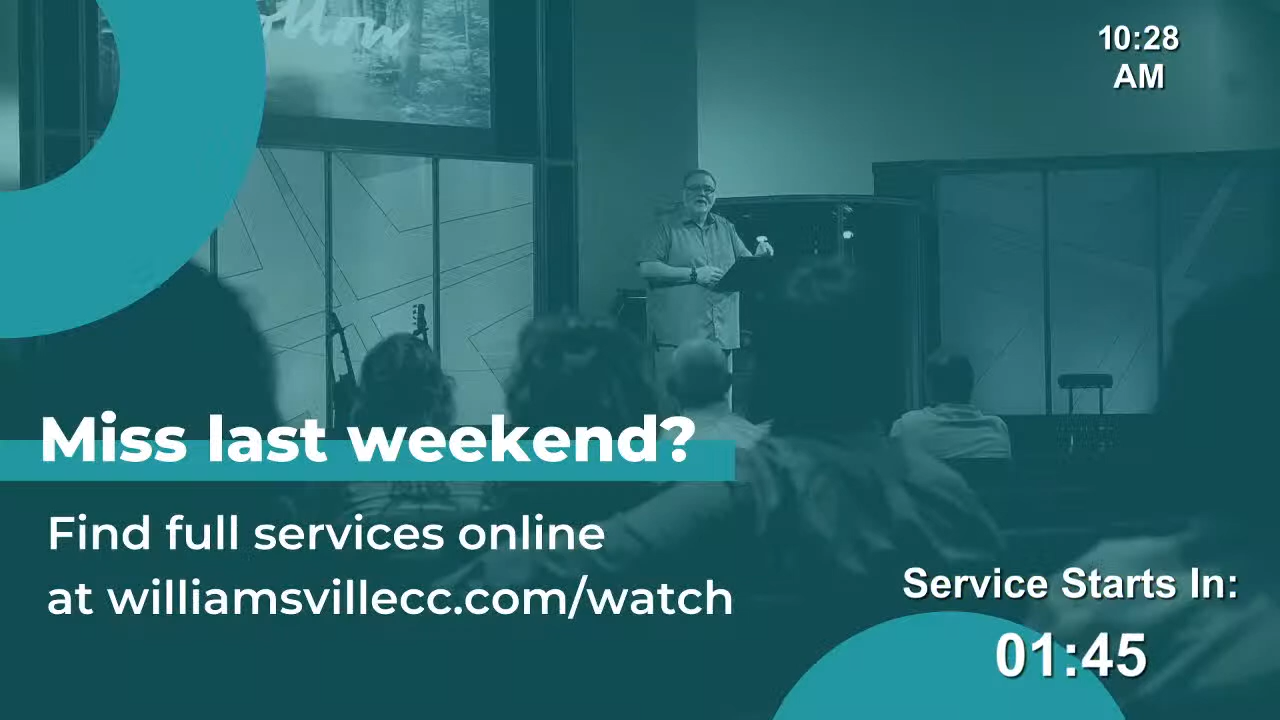 10:28
AM
Miss last weekend?
Find full services online
at williamsvillecc.com/watch
Service Starts In:
01:45